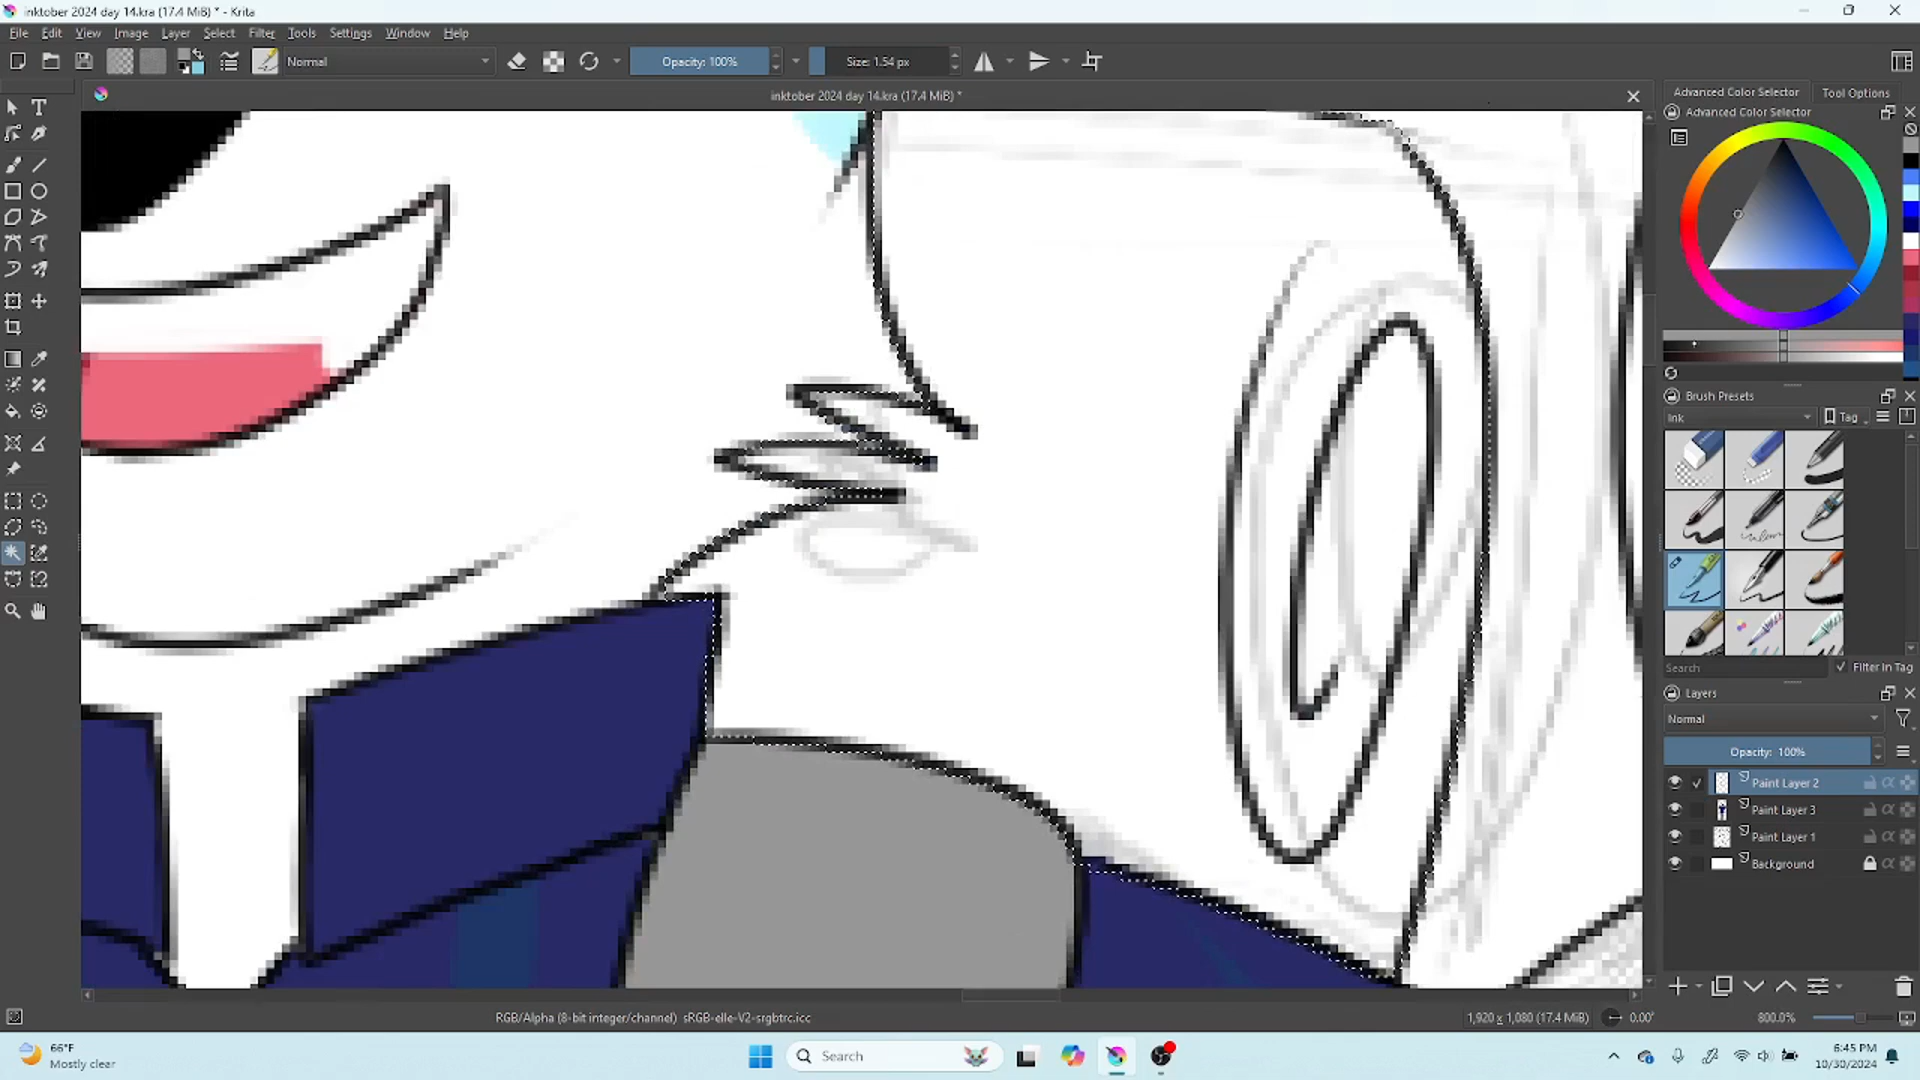 inktober 2024 day 14.kra (17.4 MiB) * - Krita
File Edit View Image Layer Select Filter Tools Settings Window Help
Normal
Opacity: 100%
Size: 1.54 px
inktober 2024 day 14.kra (17.4 MiB) *
Advanced Color Selector
Tool Options
Advanced Color Selector
Brush Presets
Ink
Tag
Search
Filter in Tag
Layers
Normal
Opacity: 100%
Paint Layer 2
Paint Layer 3
Paint Layer 1
Background
RGB/Alpha (8-bit integer/channel) sRGB-elle-V2-srgbtrc.icc
1,920 x 1,080 (17.4 MiB)
0.00°
800.0%
66°F
Mostly clear
Search
6:45 PM
10/30/2024